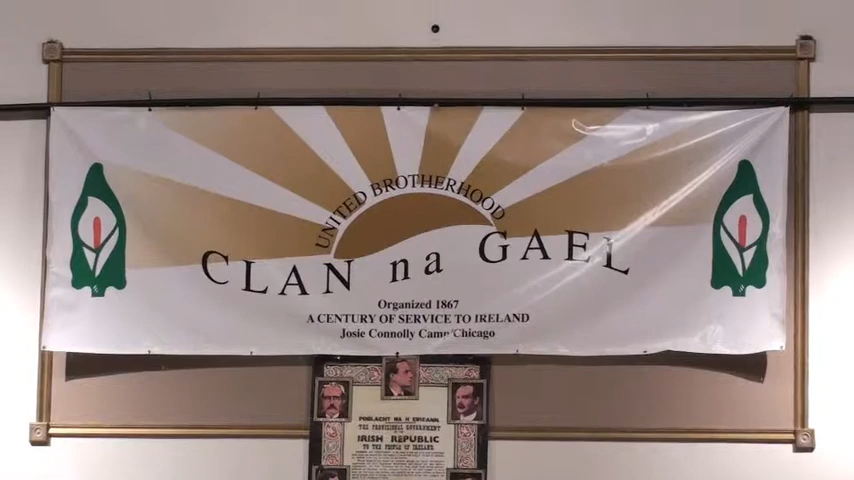 UNITED BROTHERHOOD
CLAN na GAEL
Organized 1867
A CENTURY OF SERVICE TO IRELAND
Josie Connolly Camp Chicago
POBLACHT NA H EIREANN
THE PROVISIONAL GOVERNMENT
OF THE
IRISH REPUBLIC
TO THE PEOPLE OF IRELAND